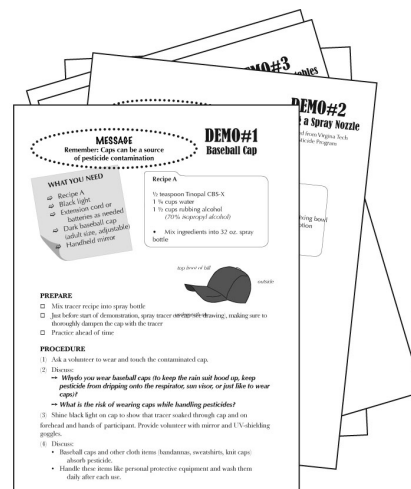 DEMO#3
DEMO#2
a Spray Nozzle
from Virginia Tech
MESSAGE
Remember: Caps can be a source
of pesticide contamination
DEMO#1
Baseball Cap
WHAT YOU NEED
⇨ Recipe A
⇨ Black light
⇨ Extension cord or
batteries as needed
⇨ Dark baseball cap
(adult size, adjustable)
⇨ Handheld mirror
Recipe A
½ teaspoon Tinopal CBS-X
1 ¾ cups water
1 ½ cups rubbing alcohol
(70% isopropyl alcohol)
• Mix ingredients into 32 oz. spray
bottle
mixing bowl
top inner of bill
outside
PREPARE
□ Mix tracer recipe into spray bottle
□ Just before start of demonstration, spray tracer drawing), making sure to
thoroughly dampen the cap with the tracer
□ Practice ahead of time
PROCEDURE
(1) Ask a volunteer to wear and touch the contaminated cap.
(2) Discuss:
→ Whydo you wear baseball caps (to keep the rain suit hood up, keep
pesticide from dripping onto the respirator, sun visor, or just like to wear
caps)?
→ What is the risk of wearing caps while handling pesticides?
(3) Shine black light on cap to show that tracer soaked through cap and on
forehead and hands of participant. Provide volunteer with mirror and UV-shielding
goggles.
(4) Discuss:
• Baseball caps and other cloth items (bandannas, sweatshirts, knit caps)
absorb pesticide.
• Handle these items like personal protective equipment and wash them
daily after each use.